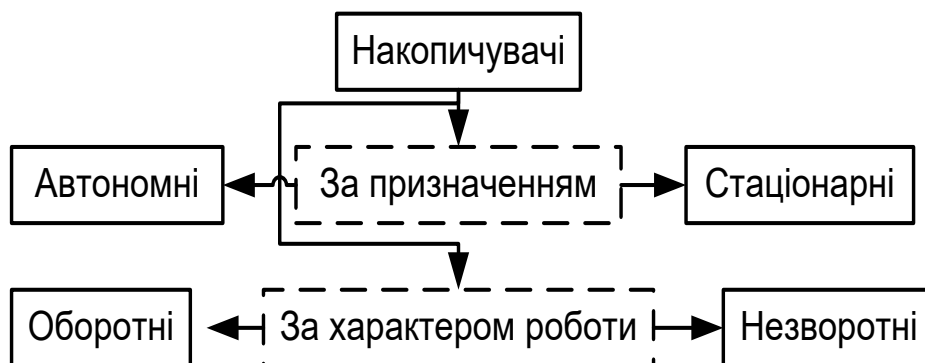 Накопичувачі
Автономні
За призначенням
Стаціонарні
Оборотні
За характером роботи
Незворотні